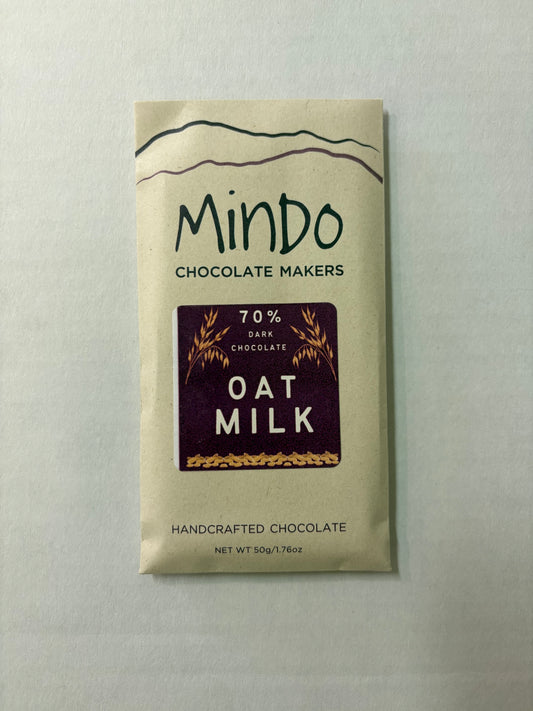 MinDo
CHOCOLATE MAKERS
70%
DARK
CHOCOLATE
OAT
MILK
HANDCRAFTED CHOCOLATE
NET WT 50g/1.76oz